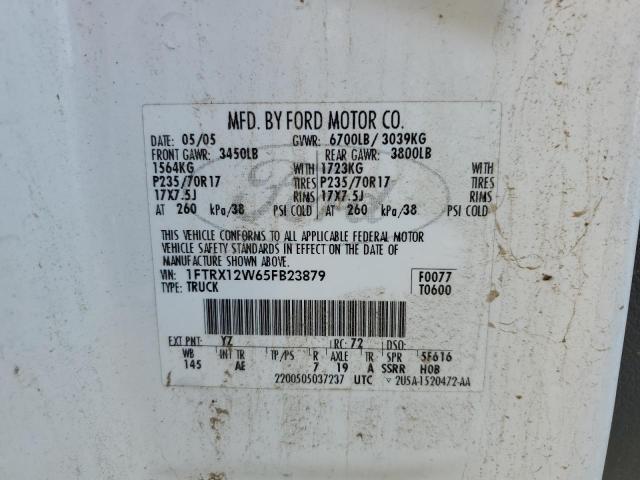 MFD. BY FORD MOTOR CO.
DATE 05/05 GVWR: 6700LB / 3039KG
FRONT GAWR: 3450LB REAR GAWR: 3800LB
1564KG WITH 1723KG WITH
P235/70R17 TIRES P235/70R17 TIRES
17X7.5J RIMS 17X7.5J RIMS
AT 260 kPa/38 PSI COLD AT 260 kPa/38 PSI COLD
Ford
THIS VEHICLE CONFORMS TO ALL APPLICABLE FEDERAL MOTOR
VEHICLE SAFETY STANDARDS IN EFFECT ON THE DATE OF
MANUFACTURE SHOWN ABOVE.
VIN: 1FTRX12W65FB23879 F0077
TYPE: TRUCK T0600
EXT PNT: YZ RC: 72 DSO:
WB INT TR TP/PS R AXLE TR SPR 5F616
145 AE 7 19 A SSRR HOB
2200505037237 UTC 2U5A-1520472-AA